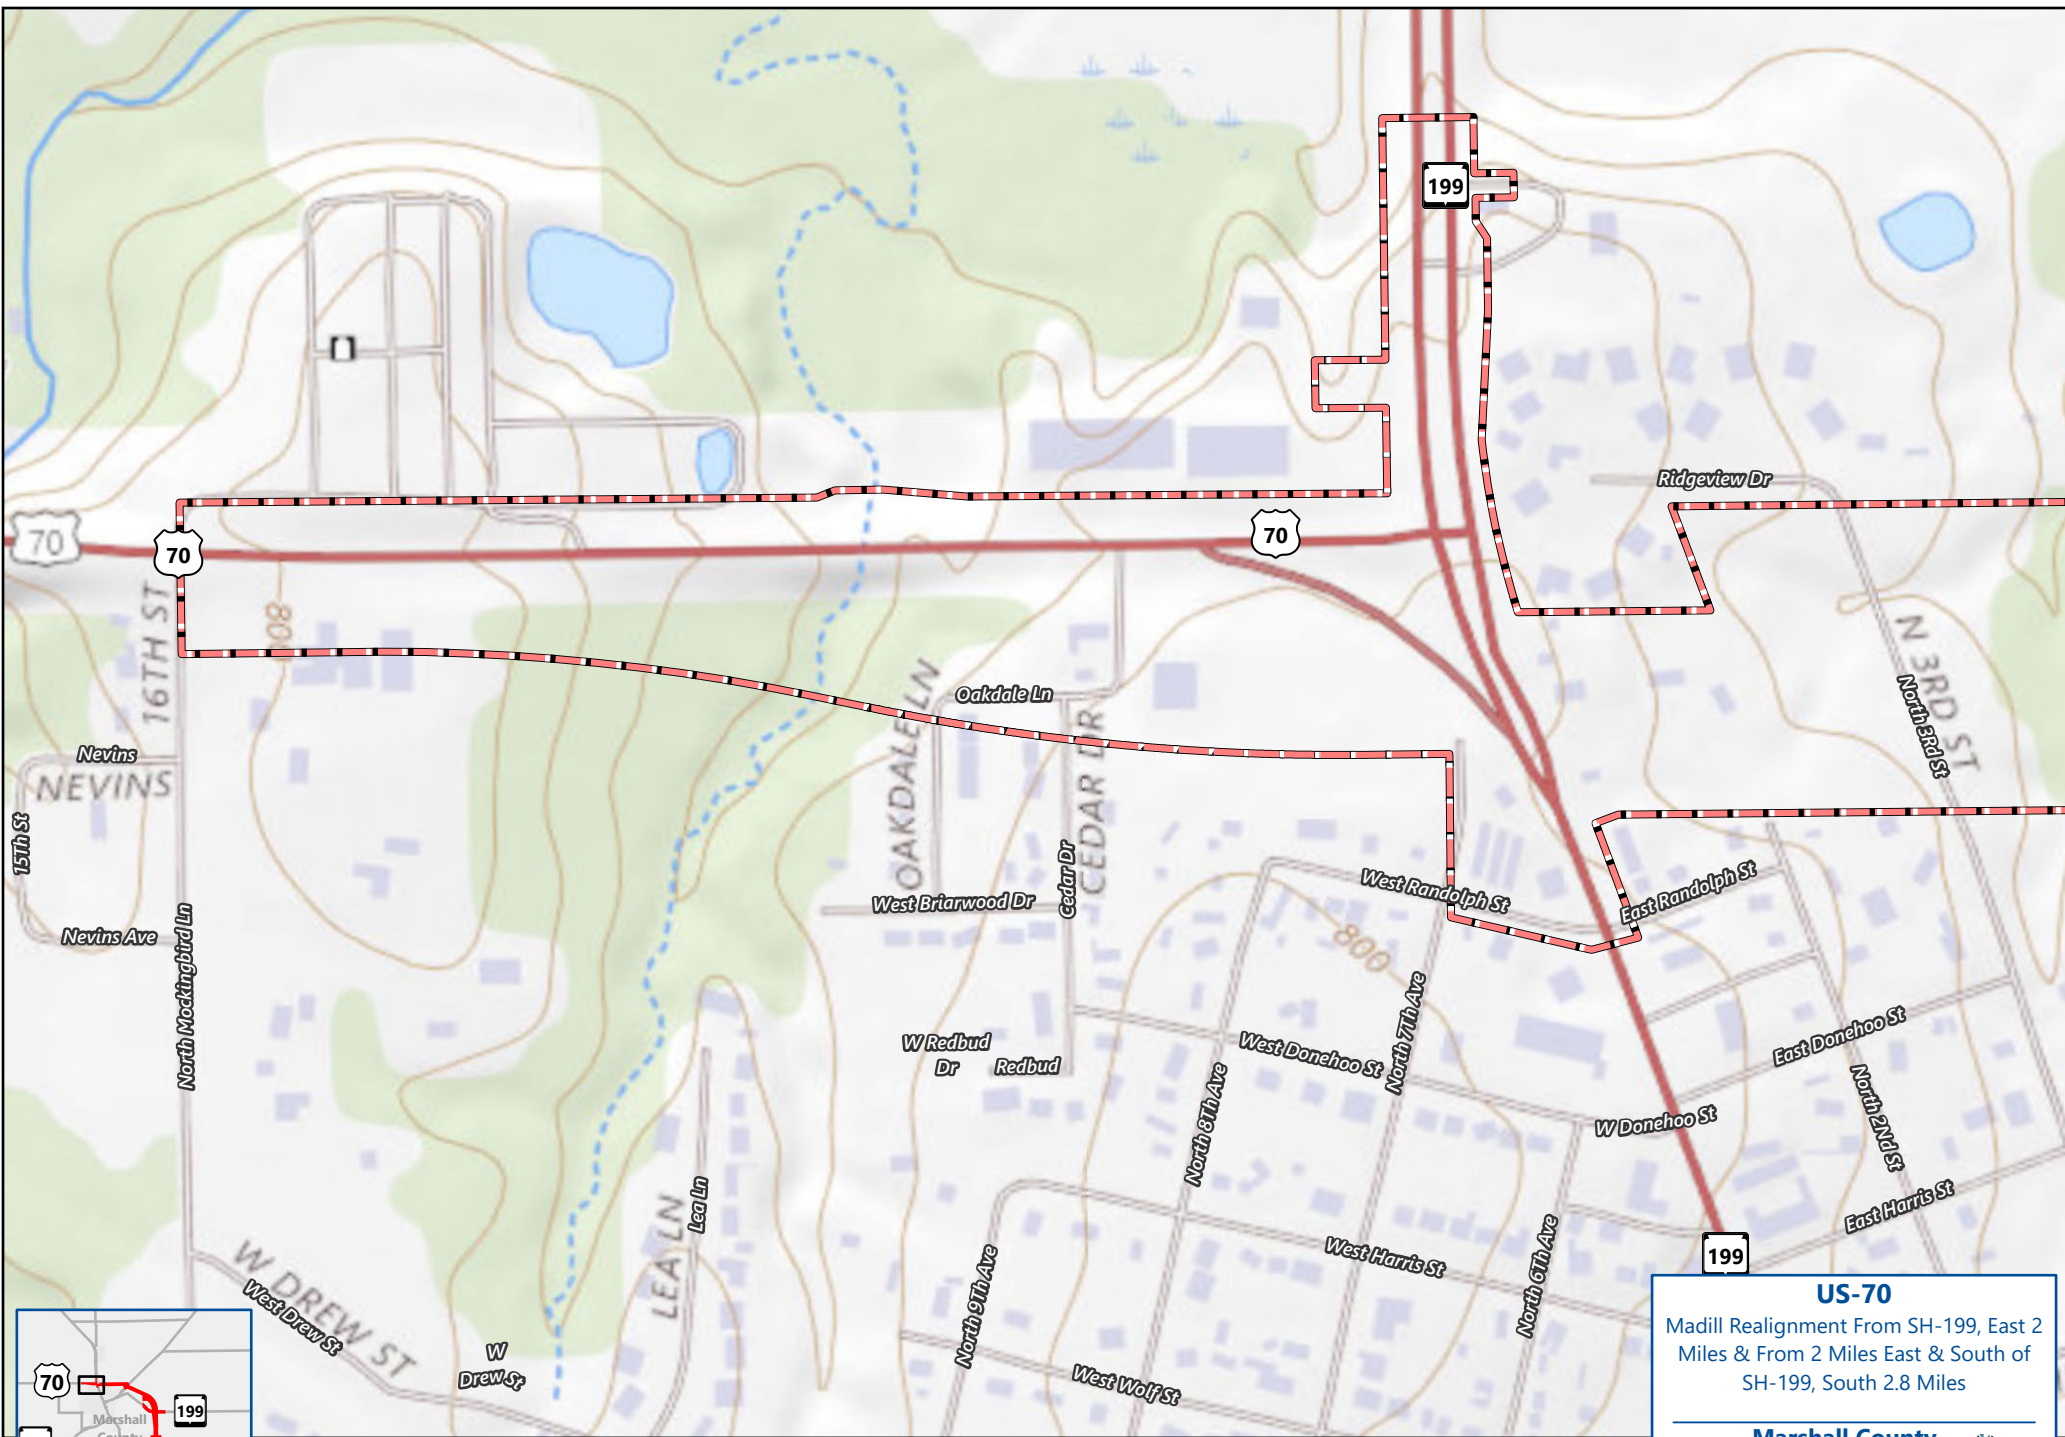 199
Ridgeview Dr
70
70
70
16TH ST
800
N 3RD ST
North 3Rd St
Oakdale Ln
OAKDALE LN
CEDAR DR
Cedar Dr
Nevins
NEVINS
15Th St
Nevins Ave
North Mockingbird Ln
West Briarwood Dr
West Randolph St
East Randolph St
800
North 7Th Ave
W Redbud
Dr
Redbud
West Donehoo St
East Donehoo St
W Donehoo St
North 2Nd St
North 8Th Ave
Lea Ln
LEA LN
East Harris St
West Harris St
North 6Th Ave
North 9Th Ave
W DREW ST
West Drew St
W
Drew St
West Wolf St
199
70
199
Marshall
County
US-70
Madill Realignment From SH-199, East 2
Miles & From 2 Miles East & South of
SH-199, South 2.8 Miles
Marshall County